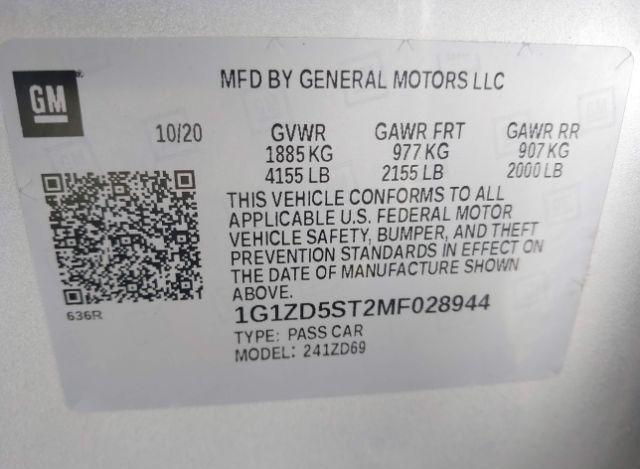 GM
MFD BY GENERAL MOTORS LLC
10/20 GVWR GAWR FRT GAWR RR
1885 KG 977 KG 907 KG
4155 LB 2155 LB 2000 LB
THIS VEHICLE CONFORMS TO ALL
APPLICABLE U.S. FEDERAL MOTOR
VEHICLE SAFETY, BUMPER, AND THEFT
PREVENTION STANDARDS IN EFFECT ON
THE DATE OF MANUFACTURE SHOWN
ABOVE.
636R
1G1ZD5ST2MF028944
TYPE: PASS CAR
MODEL: 241ZD69